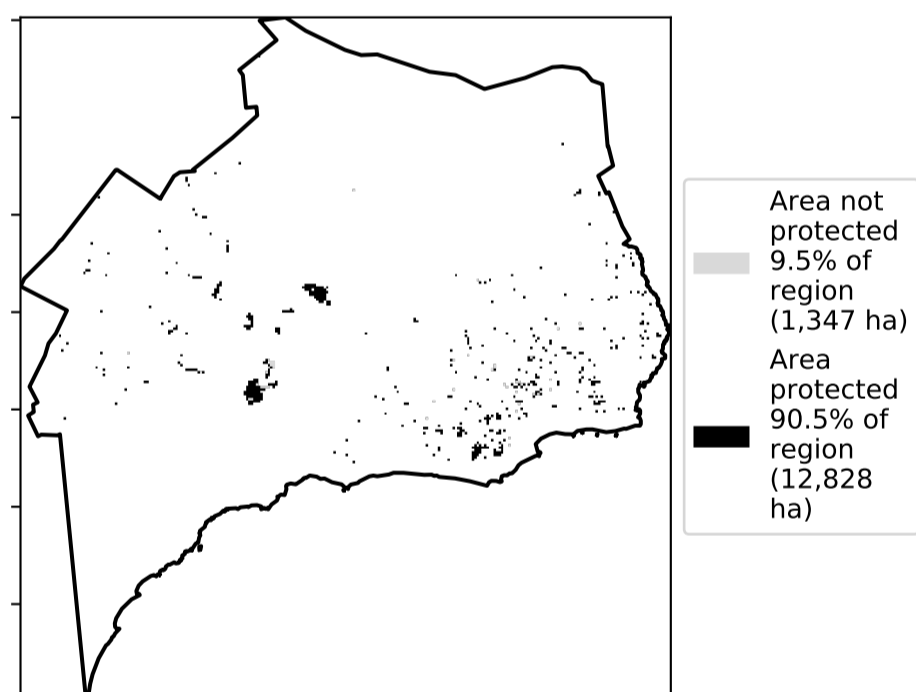 Area not
protected
9.5% of
region
(1,347 ha)
Area
protected
90.5% of
region
(12,828
ha)